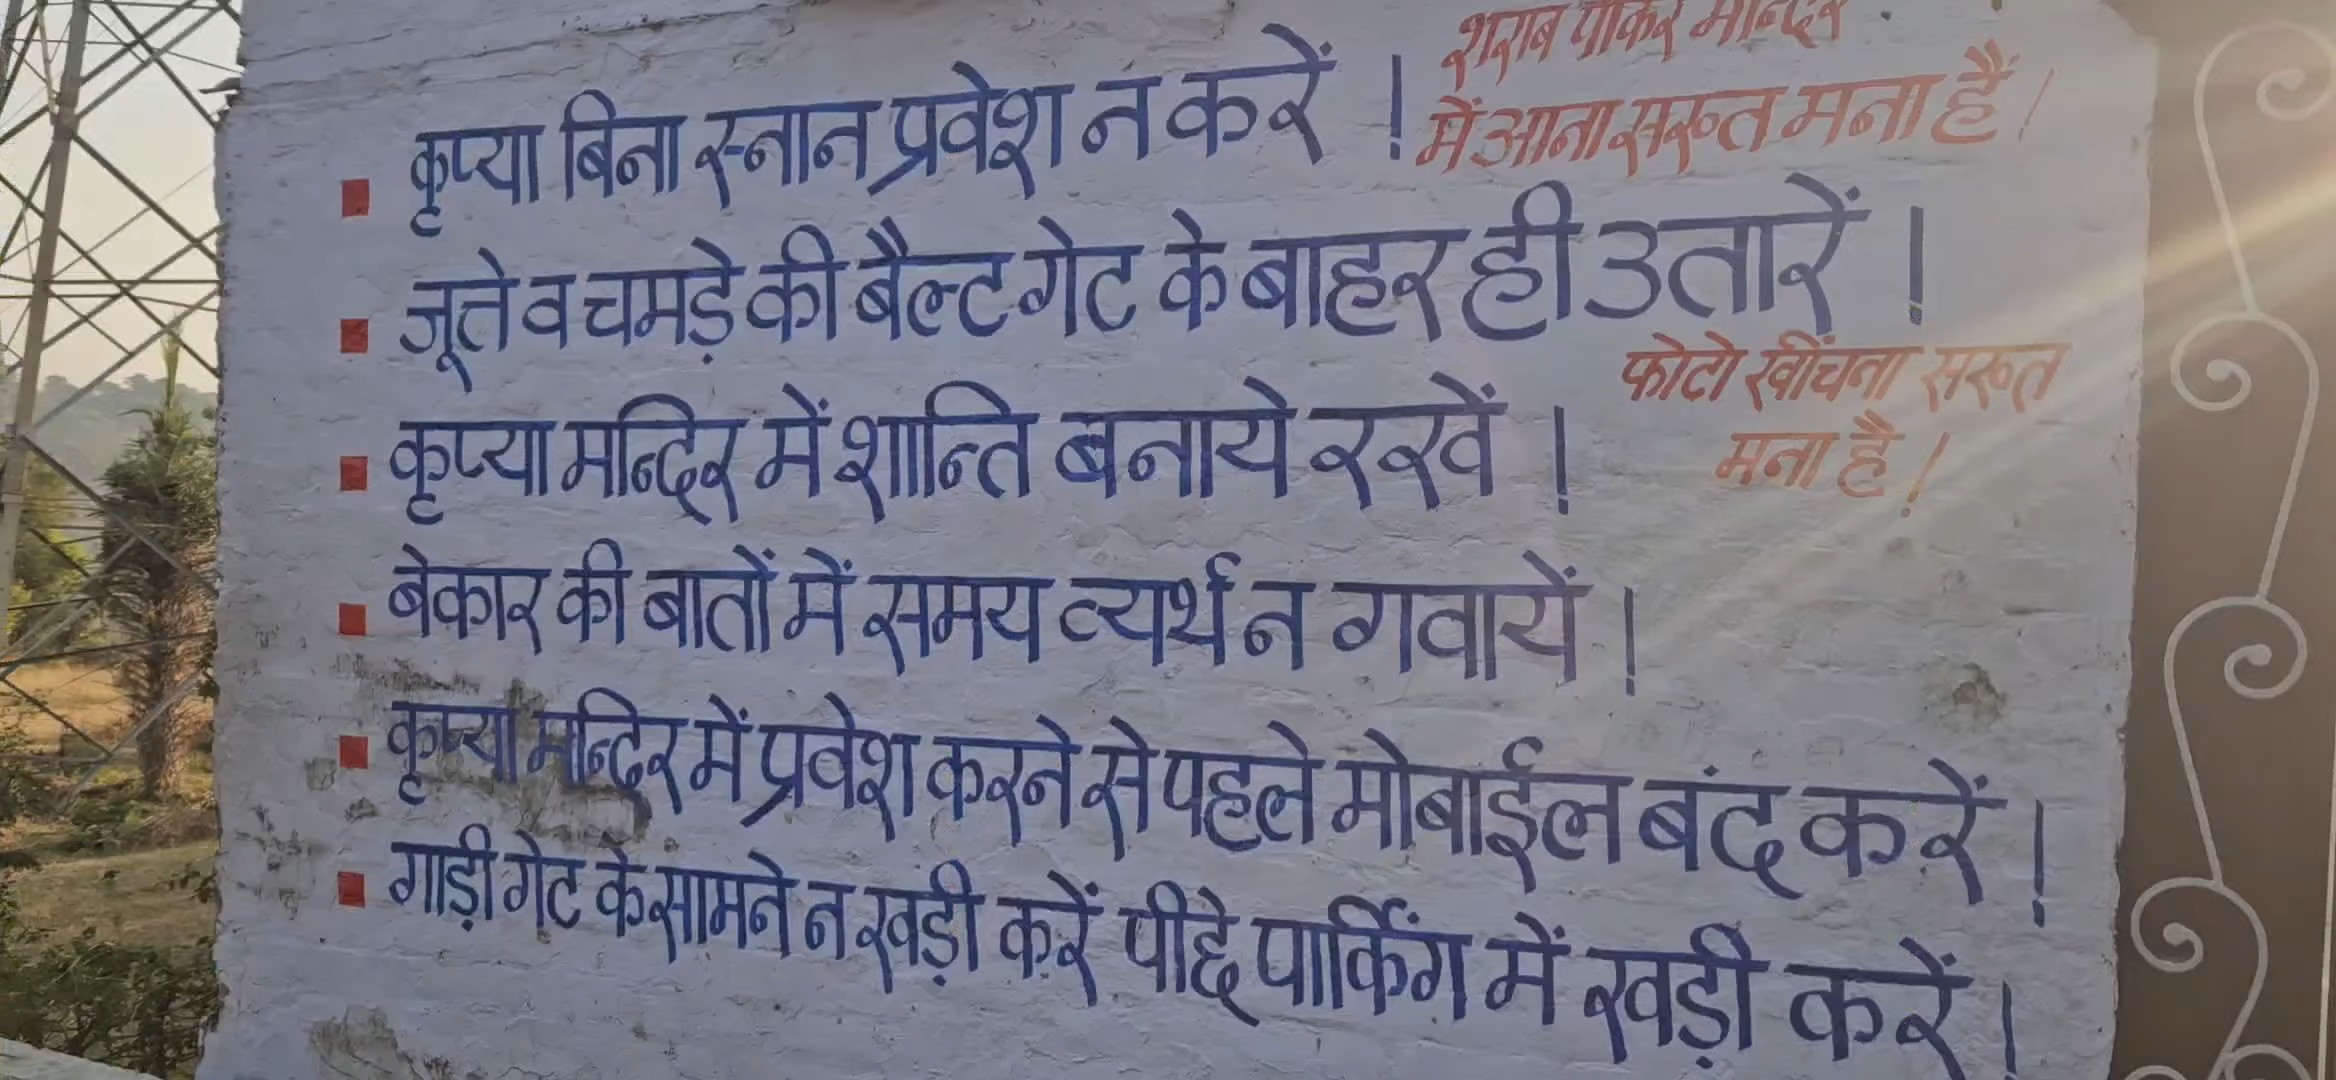 शराब पीकर मन्दिर
में आना सख्त मना है !
कृप्या बिना स्नान प्रवेश न करें !
जूते व चमड़े की बैल्ट गेट के बाहर ही उतारें !
फोटो खींचना सख्त
मना है !
कृप्या मन्दिर में शान्ति बनाये रखें !
बेकार की बातों में समय व्यर्थ न गवायें !
कृप्या मन्दिर में प्रवेश करने से पहले मोबाईल बंद करें !
गाड़ी गेट के सामने न खड़ी करें पीछे पार्किंग में खड़ी करें !